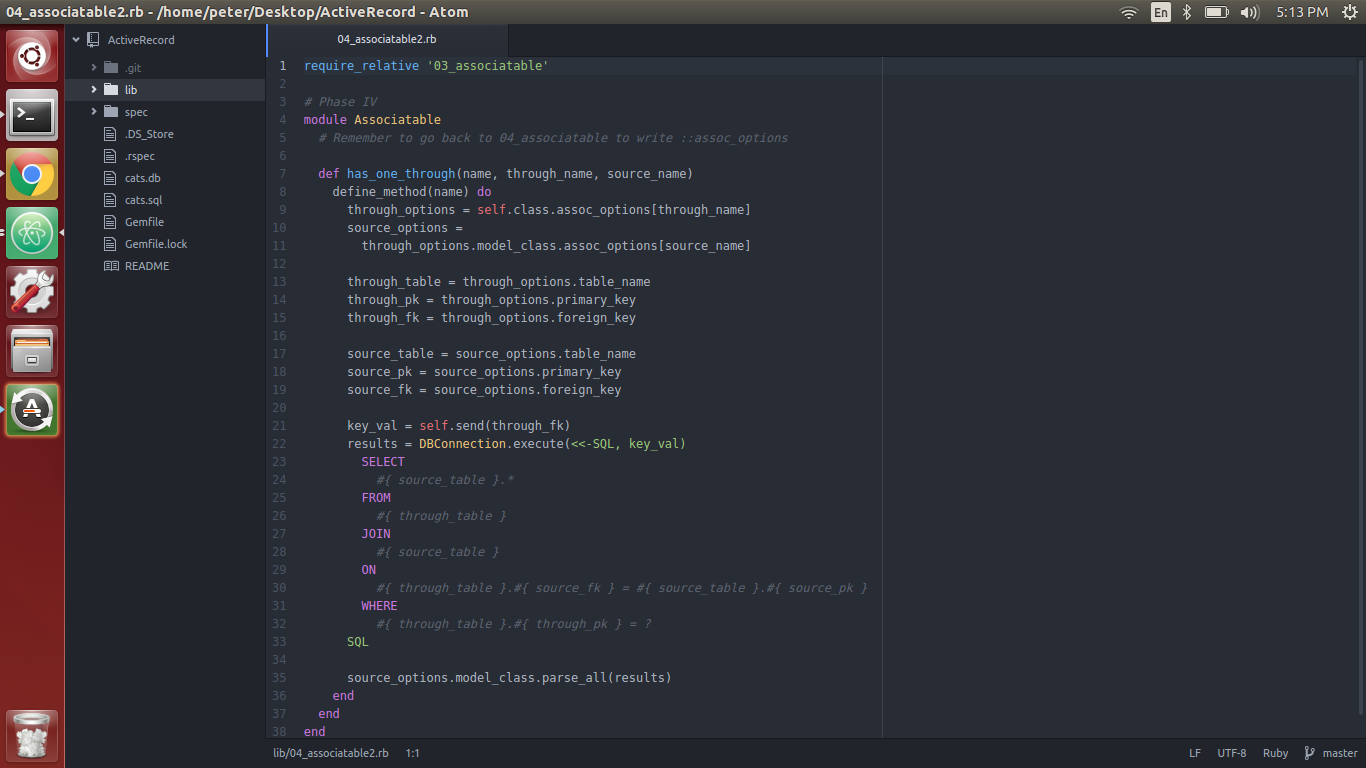 04_associatable2.rb - /home/peter/Desktop/ActiveRecord - Atom
En
5:13 PM
ActiveRecord
.git
lib
spec
.DS_Store
.rspec
cats.db
cats.sql
Gemfile
Gemfile.lock
README
04_associatable2.rb
1 require_relative '03_associatable'
2
3 # Phase IV
4 module Associatable
5 # Remember to go back to 04_associatable to write ::assoc_options
6
7 def has_one_through(name, through_name, source_name)
8 define_method(name) do
9 through_options = self.class.assoc_options[through_name]
10 source_options =
11 through_options.model_class.assoc_options[source_name]
12
13 through_table = through_options.table_name
14 through_pk = through_options.primary_key
15 through_fk = through_options.foreign_key
16
17 source_table = source_options.table_name
18 source_pk = source_options.primary_key
19 source_fk = source_options.foreign_key
20
21 key_val = self.send(through_fk)
22 results = DBConnection.execute(<<-SQL, key_val)
23 SELECT
24 #{ source_table }.*
25 FROM
26 #{ through_table }
27 JOIN
28 #{ source_table }
29 ON
30 #{ through_table }.#{ source_fk } = #{ source_table }.#{ source_pk }
31 WHERE
32 #{ through_table }.#{ through_pk } = ?
33 SQL
34
35 source_options.model_class.parse_all(results)
36 end
37 end
38 end
lib/04_associatable2.rb 1:1
LF UTF-8 Ruby master